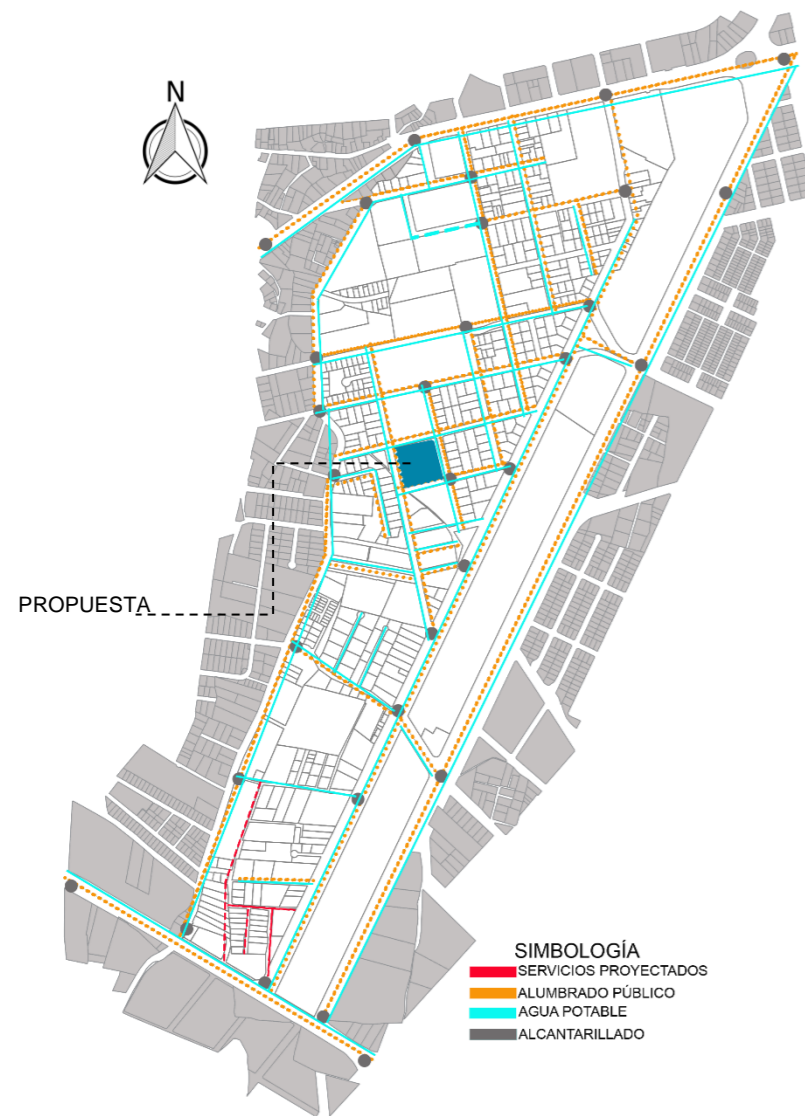 N
PROPUESTA
SIMBOLOGÍA
SERVICIOS PROYECTADOS
ALUMBRADO PÚBLICO
AGUA POTABLE
ALCANTARILLADO